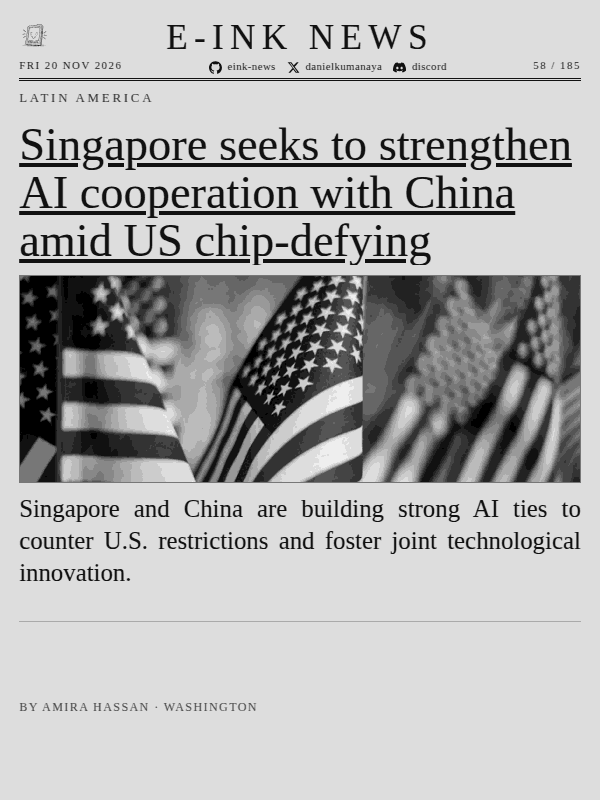 E-INK NEWS
FRI 20 NOV 2026
eink-news danielkumanaya discord
58 / 185
LATIN AMERICA
Singapore seeks to strengthen
AI cooperation with China
amid US chip-defying
Singapore and China are building strong AI ties to
counter U.S. restrictions and foster joint technological
innovation.
BY AMIRA HASSAN · WASHINGTON